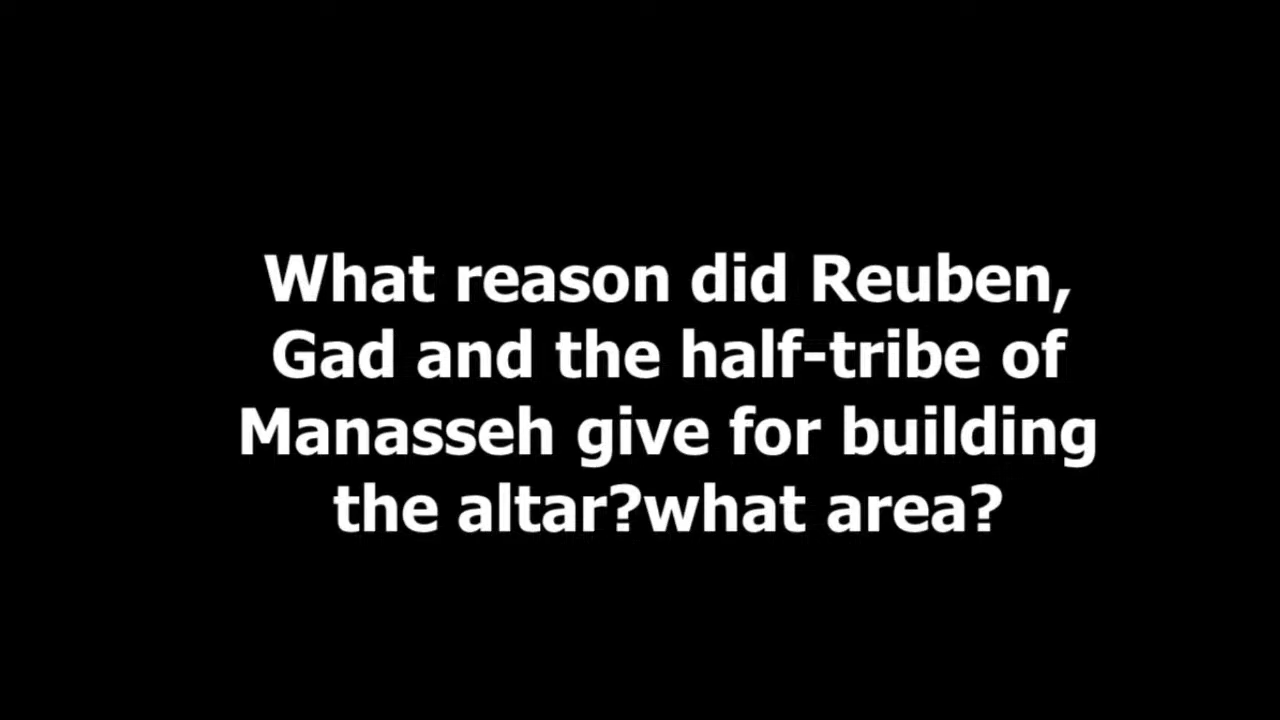 What reason did Reuben,
Gad and the half-tribe of
Manasseh give for building
the altar?what area?